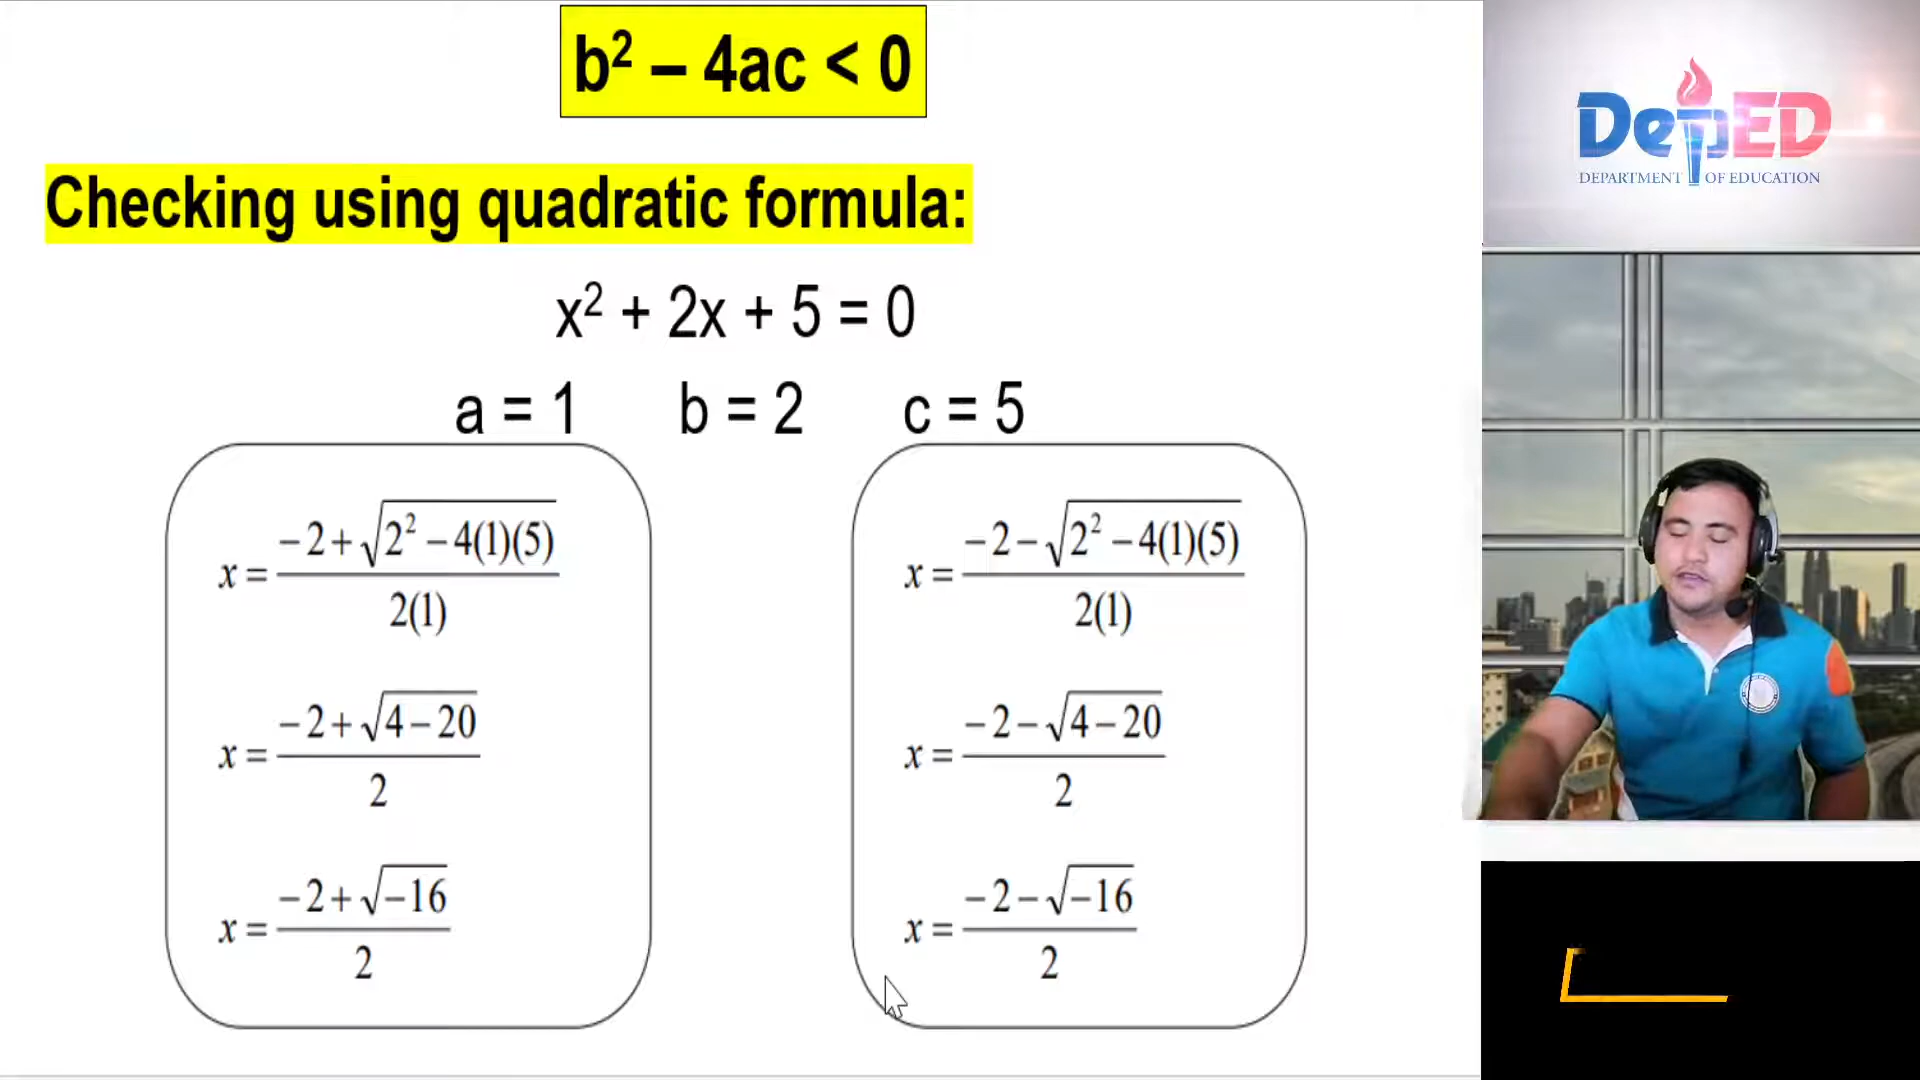 b² – 4ac < 0
Checking using quadratic formula:
x² + 2x + 5 = 0
a = 1 b = 2 c = 5
x = (−2 + √(2² − 4(1)(5))) / 2(1)
x = (−2 + √(4 − 20)) / 2
x = (−2 + √(−16)) / 2
x = (−2 − √(2² − 4(1)(5))) / 2(1)
x = (−2 − √(4 − 20)) / 2
x = (−2 − √(−16)) / 2
DepED
DEPARTMENT OF EDUCATION